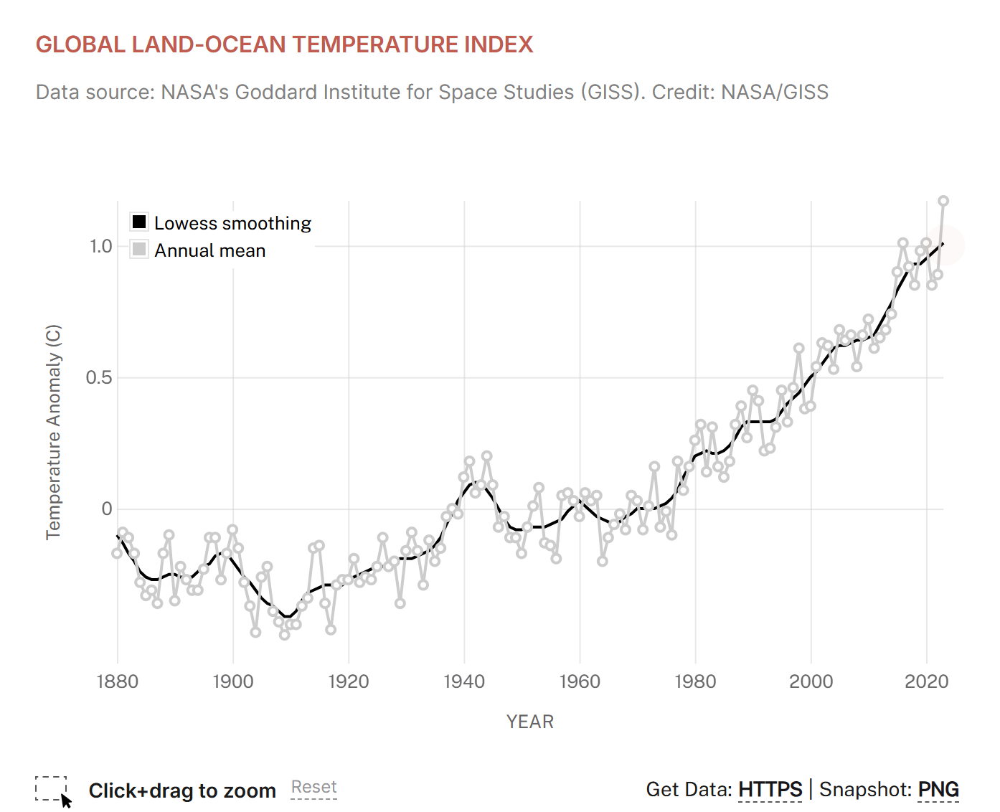 GLOBAL LAND-OCEAN TEMPERATURE INDEX
Data source: NASA's Goddard Institute for Space Studies (GISS). Credit: NASA/GISS
Lowess smoothing
Annual mean
1.0
0.5
0
Temperature Anomaly (C)
1880 1900 1920 1940 1960 1980 2000 2020
YEAR
Click+drag to zoom Reset Get Data: HTTPS | Snapshot: PNG